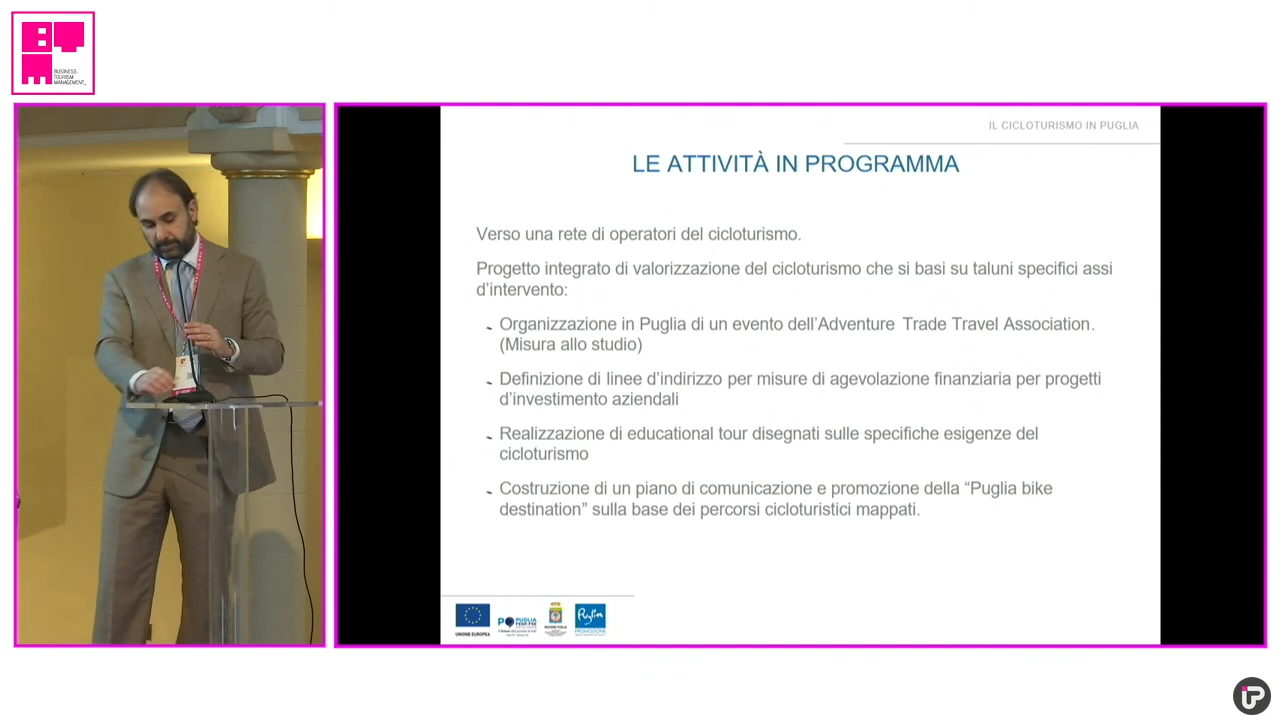 BUSINESS
TOURISM
MANAGEMENT_
IL CICLOTURISMO IN PUGLIA
LE ATTIVITÀ IN PROGRAMMA
Verso una rete di operatori del cicloturismo.
Progetto integrato di valorizzazione del cicloturismo che si basi su taluni specifici assi
d’intervento:
Organizzazione in Puglia di un evento dell’Adventure Trade Travel Association.
(Misura allo studio)
Definizione di linee d’indirizzo per misure di agevolazione finanziaria per progetti
d’investimento aziendali
Realizzazione di educational tour disegnati sulle specifiche esigenze del
cicloturismo
Costruzione di un piano di comunicazione e promozione della “Puglia bike
destination” sulla base dei percorsi cicloturistici mappati.
UNIONE EUROPEA
PUGLIA
REGIONE PUGLIA
Puglia
PROMOZIONE